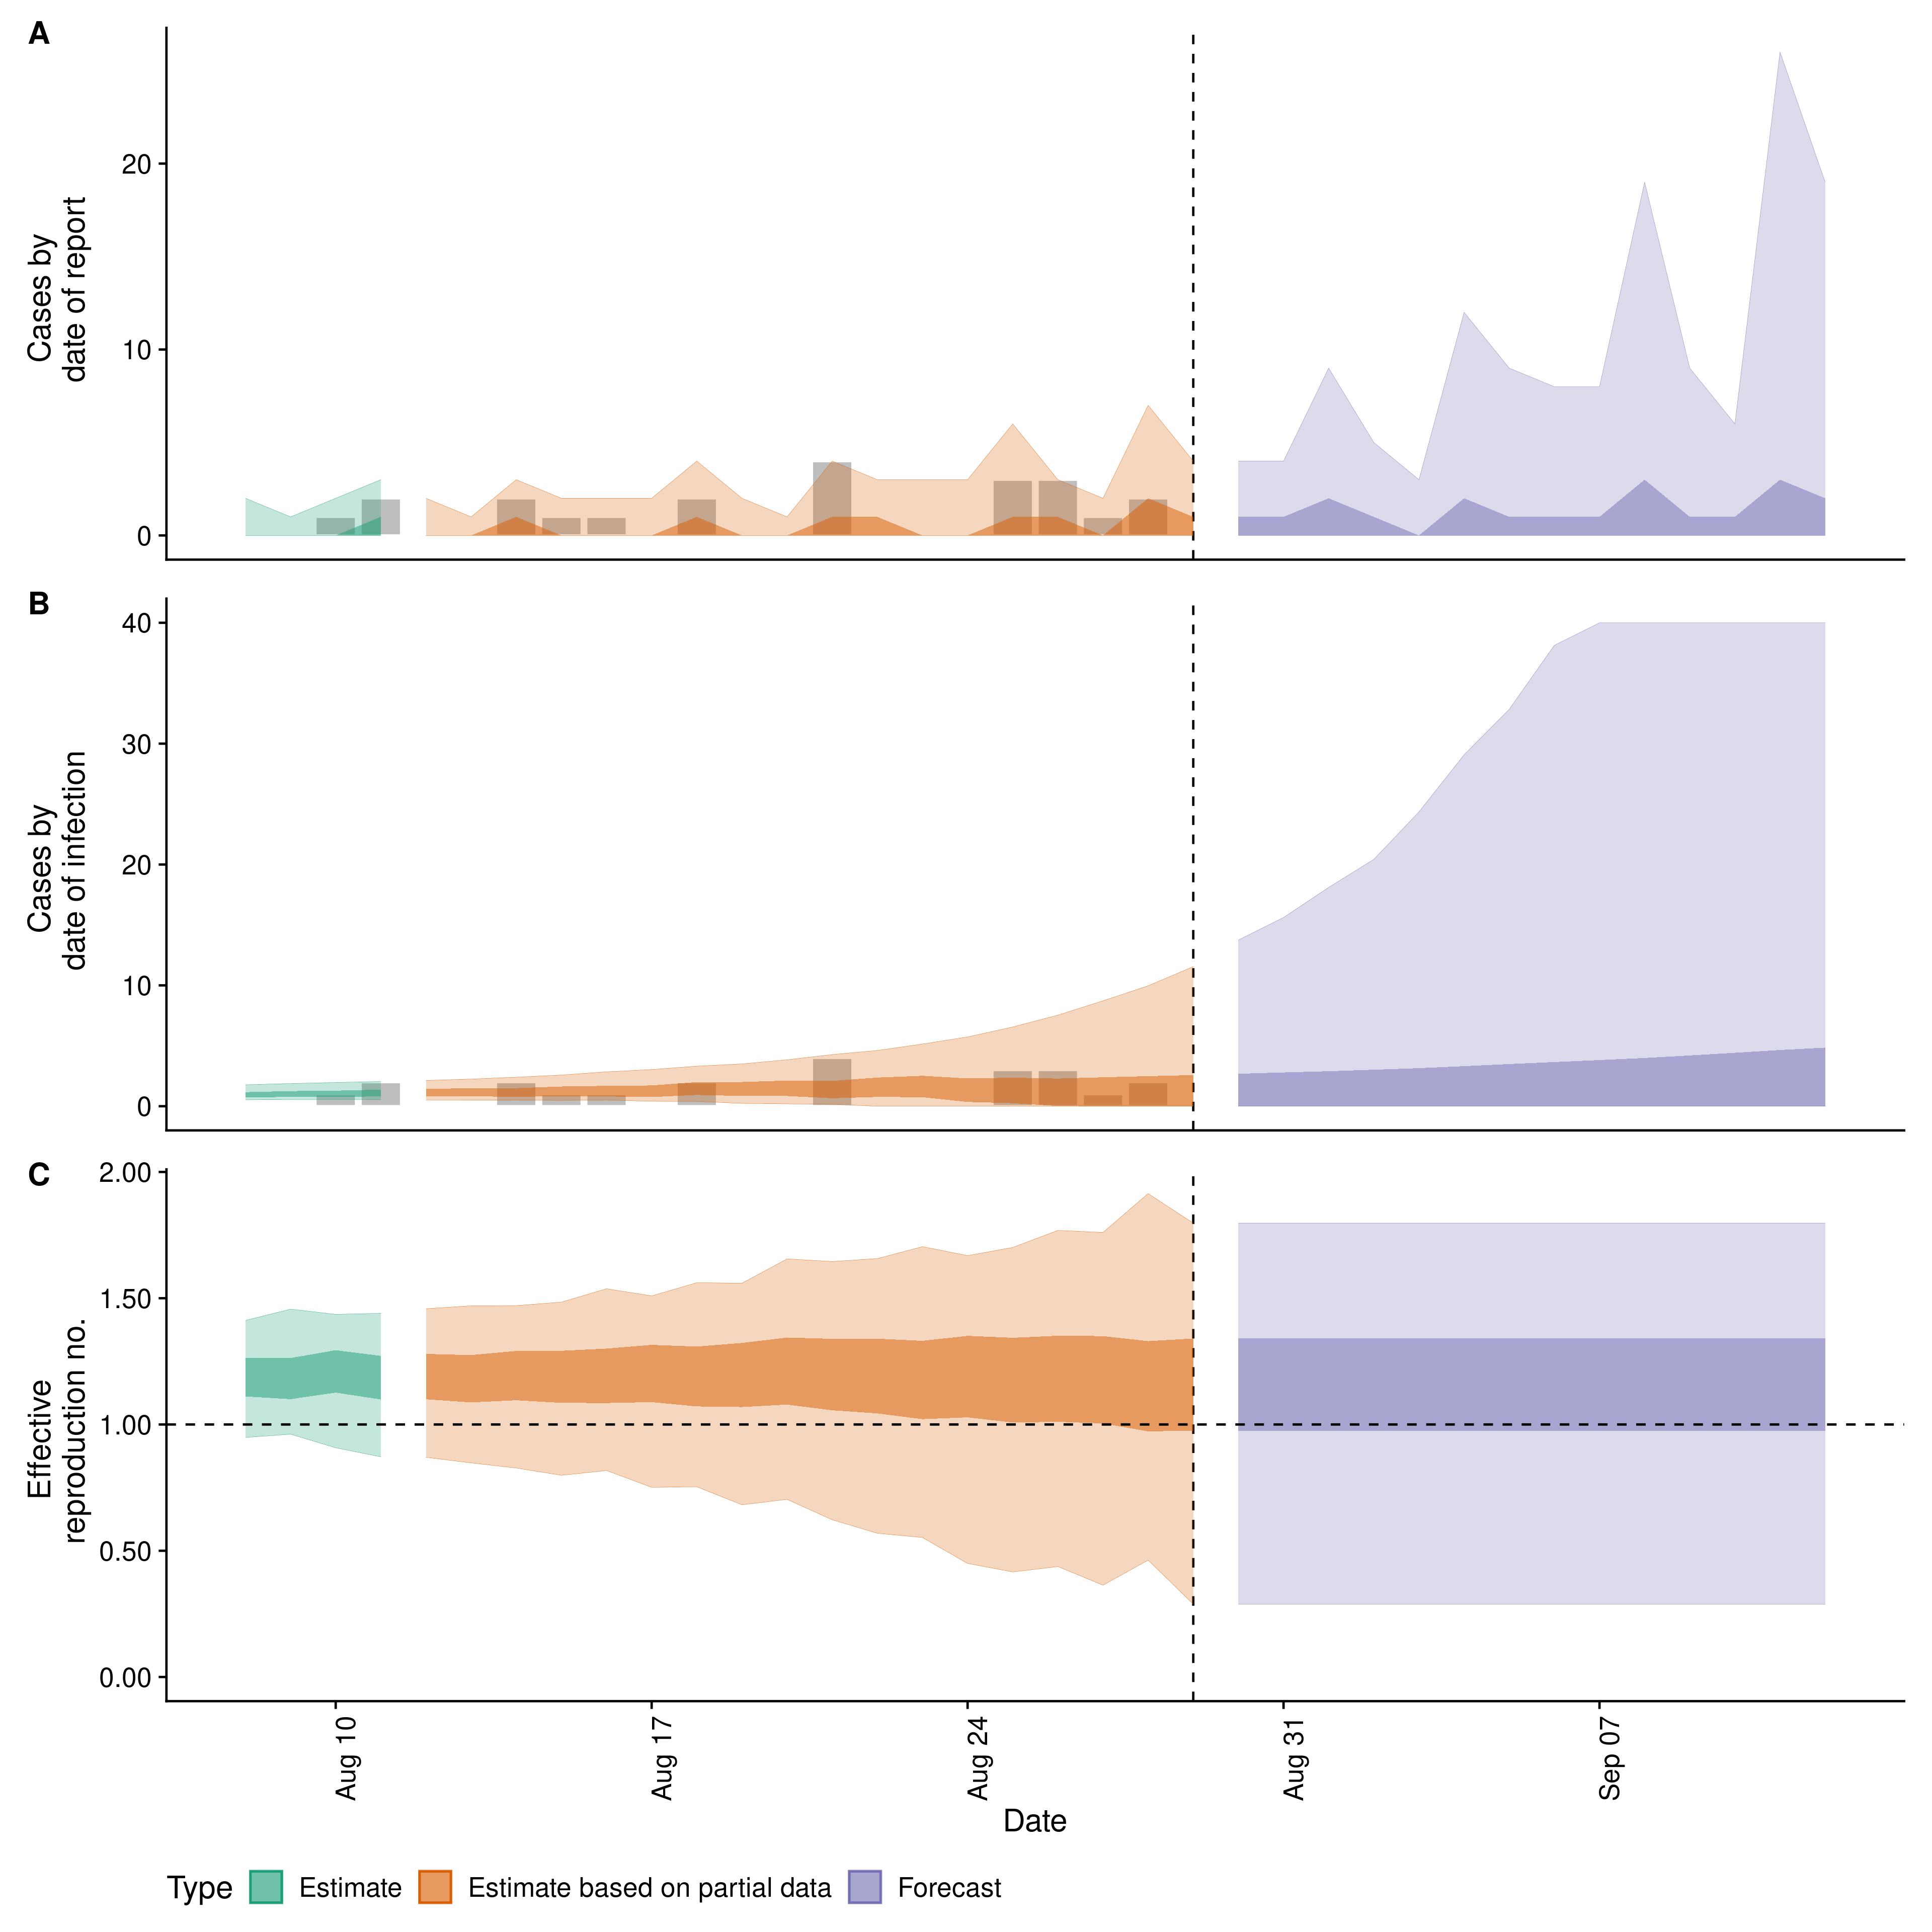 A
Cases by
date of report
20
10
0
B
Cases by
date of infection
40
30
20
10
0
C
Effective
reproduction no.
2.00
1.50
1.00
0.50
0.00
Aug 10
Aug 17
Aug 24
Aug 31
Sep 07
Date
Type
Estimate
Estimate based on partial data
Forecast